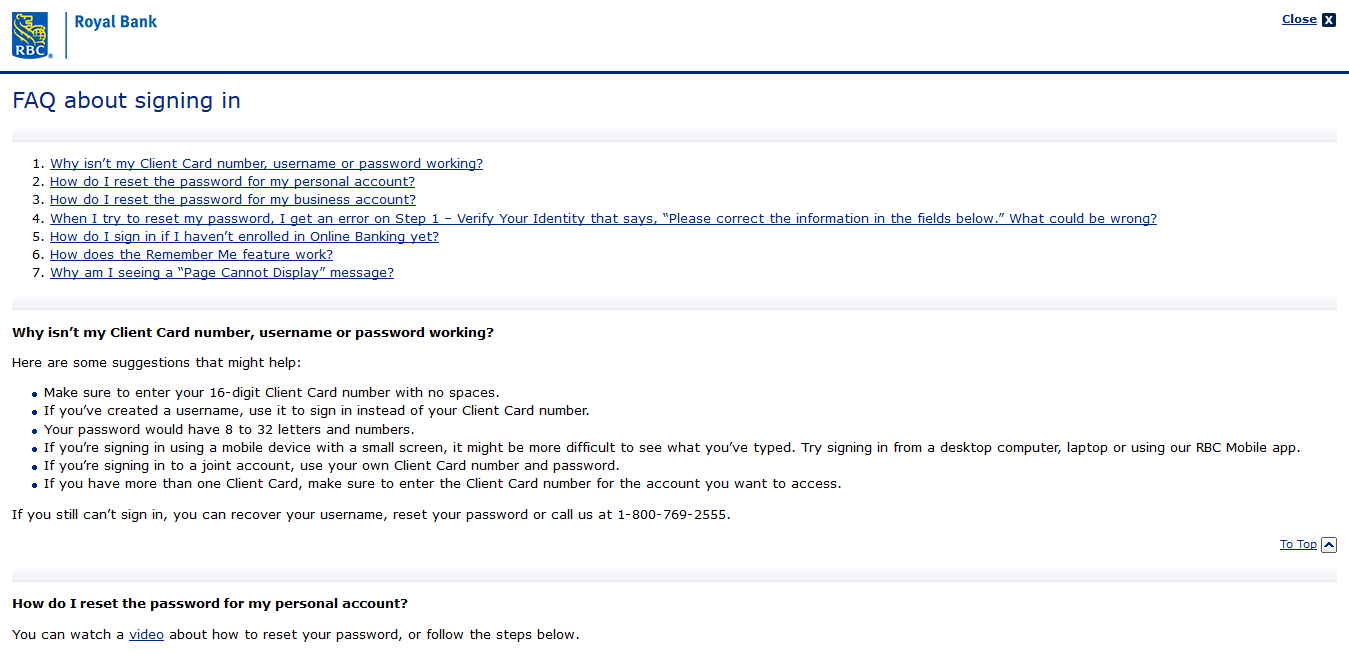 RBC
®
Royal Bank
Close X
FAQ about signing in
1. Why isn’t my Client Card number, username or password working?
2. How do I reset the password for my personal account?
3. How do I reset the password for my business account?
4. When I try to reset my password, I get an error on Step 1 – Verify Your Identity that says, “Please correct the information in the fields below.” What could be wrong?
5. How do I sign in if I haven’t enrolled in Online Banking yet?
6. How does the Remember Me feature work?
7. Why am I seeing a “Page Cannot Display” message?
Why isn’t my Client Card number, username or password working?
Here are some suggestions that might help:
• Make sure to enter your 16-digit Client Card number with no spaces.
• If you’ve created a username, use it to sign in instead of your Client Card number.
• Your password would have 8 to 32 letters and numbers.
• If you’re signing in using a mobile device with a small screen, it might be more difficult to see what you’ve typed. Try signing in from a desktop computer, laptop or using our RBC Mobile app.
• If you’re signing in to a joint account, use your own Client Card number and password.
• If you have more than one Client Card, make sure to enter the Client Card number for the account you want to access.
If you still can’t sign in, you can recover your username, reset your password or call us at 1-800-769-2555.
To Top
How do I reset the password for my personal account?
You can watch a video about how to reset your password, or follow the steps below.